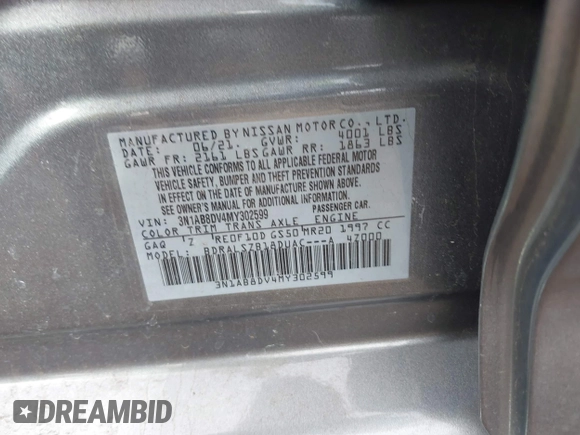 MANUFACTURED BY NISSAN MOTOR CO., LTD.
DATE: 06/21. GVWR: 4001 LBS
GAWR FR: 2161 LBS GAWR RR: 1863 LBS
THIS VEHICLE CONFORMS TO ALL APPLICABLE FEDERAL MOTOR
VEHICLE SAFETY, BUMPER AND THEFT PREVENTION STANDARDS
IN EFFECT ON THE DATE OF MANUFACTURE SHOWN ABOVE.
SEE OWNER'S MANUAL FOR ADDITIONAL INFORMATION.
VIN: 3N1AB8DV4MY302599 PASSENGER CAR.
COLOR TRIM TRANS AXLE ENGINE
GAQ Z RE0F10D GS50 MR20 1997 CC
BDRALSZB18DUAC---A 4Z000
3N1AB8DV4MY302599
DREAMBID